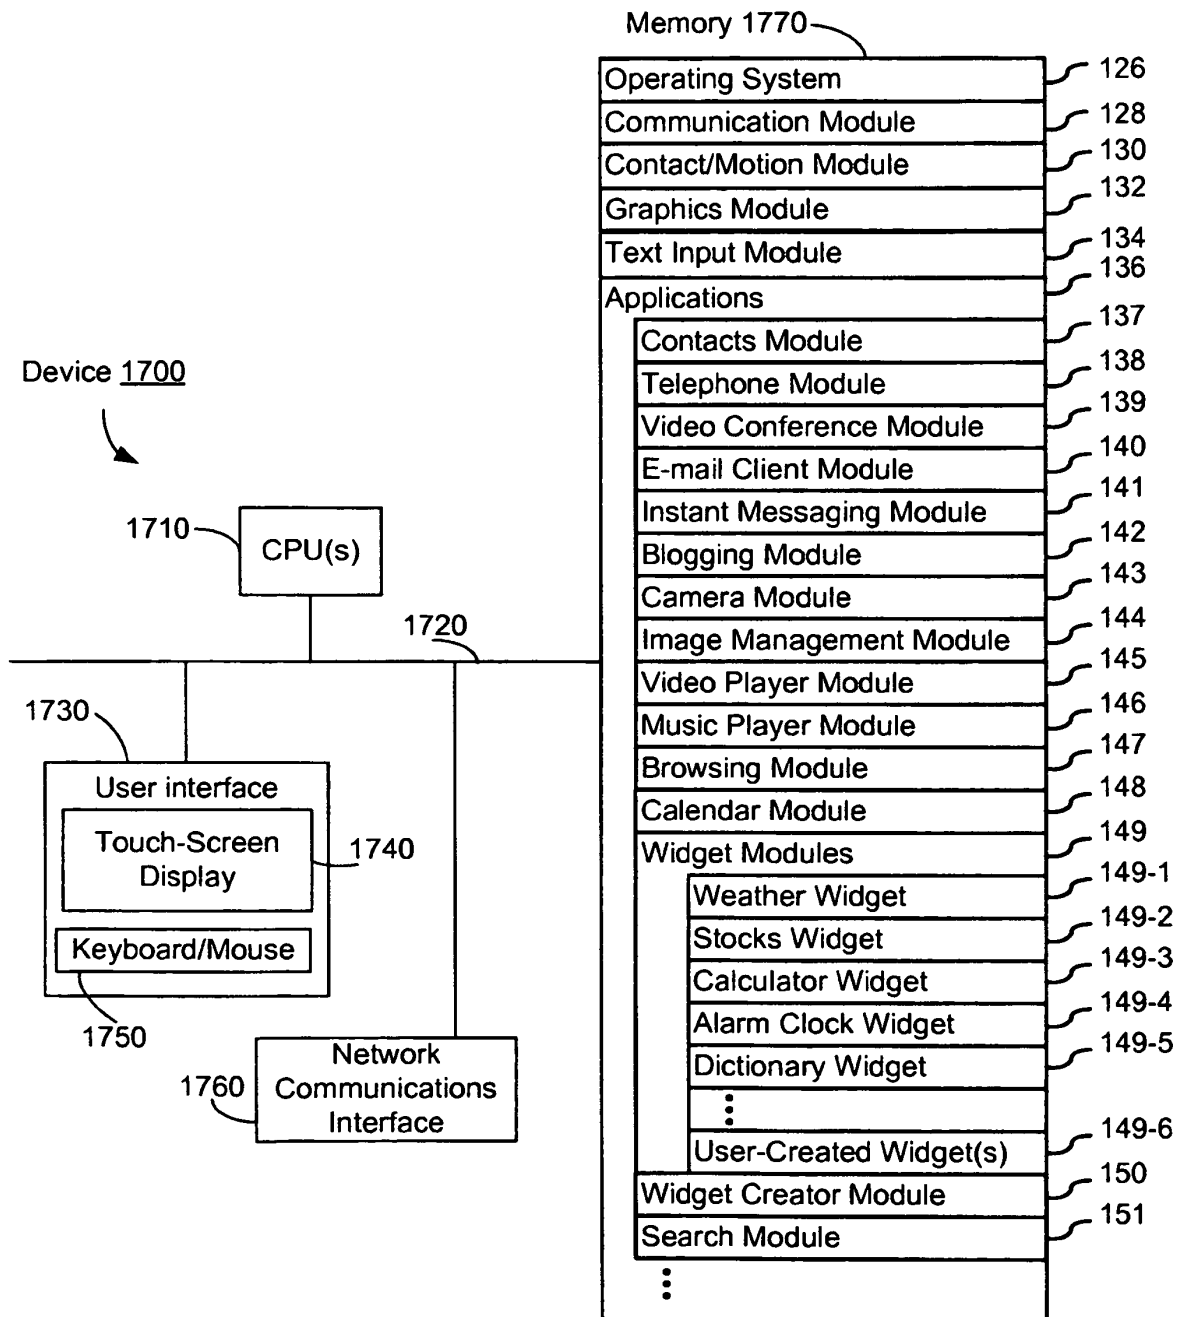 Memory 1770
Operating System 126
Communication Module 128
Contact/Motion Module 130
Graphics Module 132
Text Input Module 134
Applications 136
Contacts Module 137
Telephone Module 138
Video Conference Module 139
E-mail Client Module 140
Instant Messaging Module 141
Blogging Module 142
Camera Module 143
Image Management Module 144
Video Player Module 145
Music Player Module 146
Browsing Module 147
Calendar Module 148
Widget Modules 149
Weather Widget 149-1
Stocks Widget 149-2
Calculator Widget 149-3
Alarm Clock Widget 149-4
Dictionary Widget 149-5
User-Created Widget(s) 149-6
Widget Creator Module 150
Search Module 151
Device 1700
1710
CPU(s)
1720
1730
User interface
Touch-Screen
Display
1740
Keyboard/Mouse
1750
1760
Network
Communications
Interface